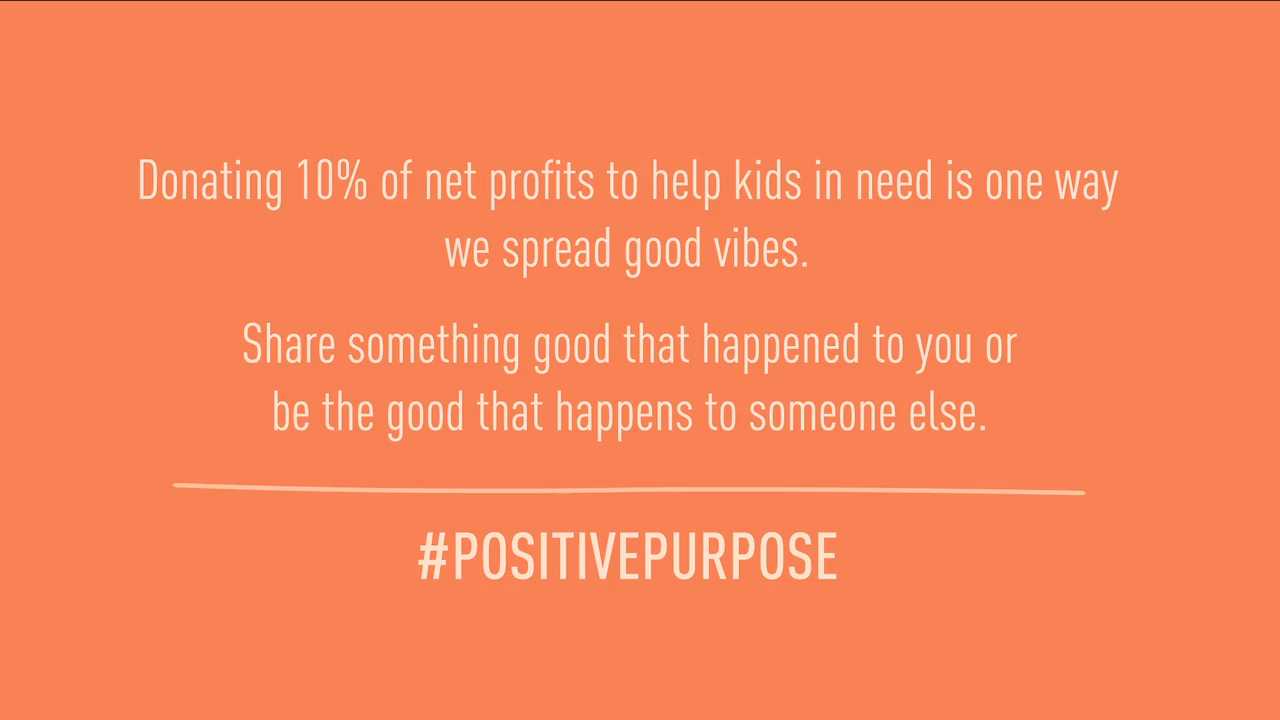 Donating 10% of net profits to help kids in need is one way
we spread good vibes.
Share something good that happened to you or
be the good that happens to someone else.
#POSITIVEPURPOSE